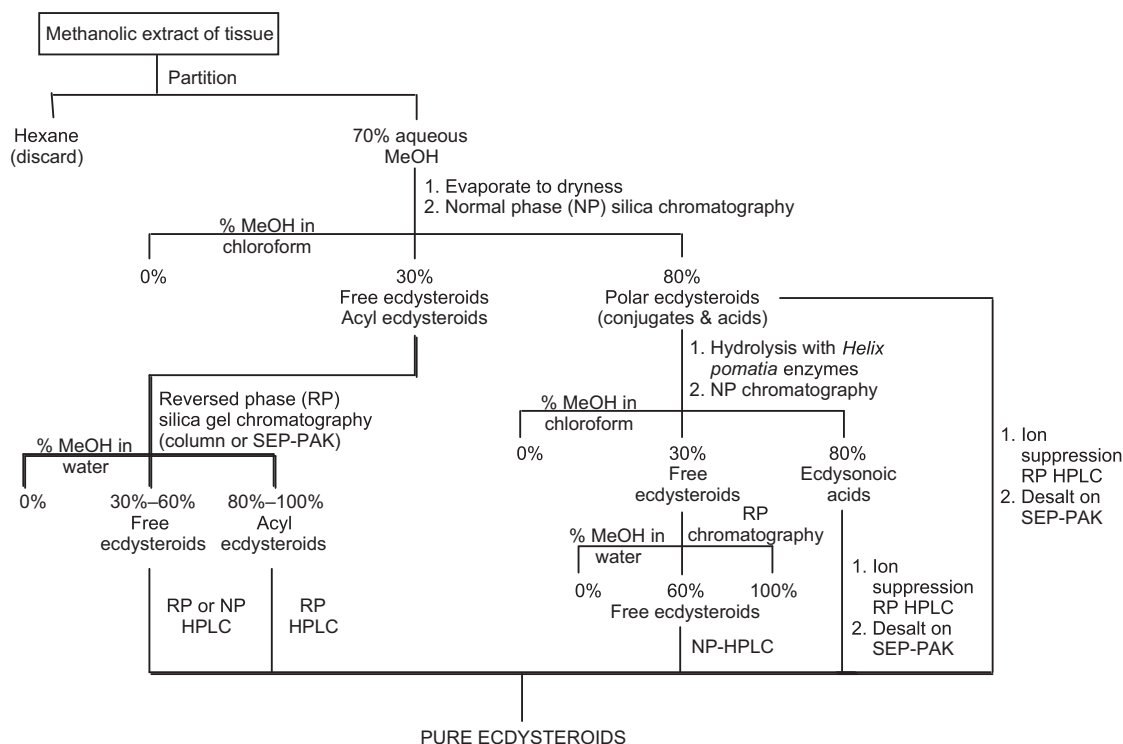 Methanolic extract of tissue
Partition
Hexane
(discard)
70% aqueous
MeOH
1. Evaporate to dryness
2. Normal phase (NP) silica chromatography
% MeOH in
chloroform
0%
30%
Free ecdysteroids
Acyl ecdysteroids
80%
Polar ecdysteroids
(conjugates & acids)
1. Hydrolysis with Helix
pomatia enzymes
2. NP chromatography
Reversed phase (RP)
silica gel chromatography
(column or SEP-PAK)
% MeOH in
water
0%
30%–60%
Free
ecdysteroids
80%–100%
Acyl
ecdysteroids
RP or NP
HPLC
RP
HPLC
% MeOH in
chloroform
0%
30%
Free
ecdysteroids
80%
Ecdysonoic
acids
RP
chromatography
% MeOH in
water
0%
60%
100%
Free ecdysteroids
NP-HPLC
1. Ion
suppression
RP HPLC
2. Desalt on
SEP-PAK
1. Ion
suppression
RP HPLC
2. Desalt on
SEP-PAK
PURE ECDYSTEROIDS